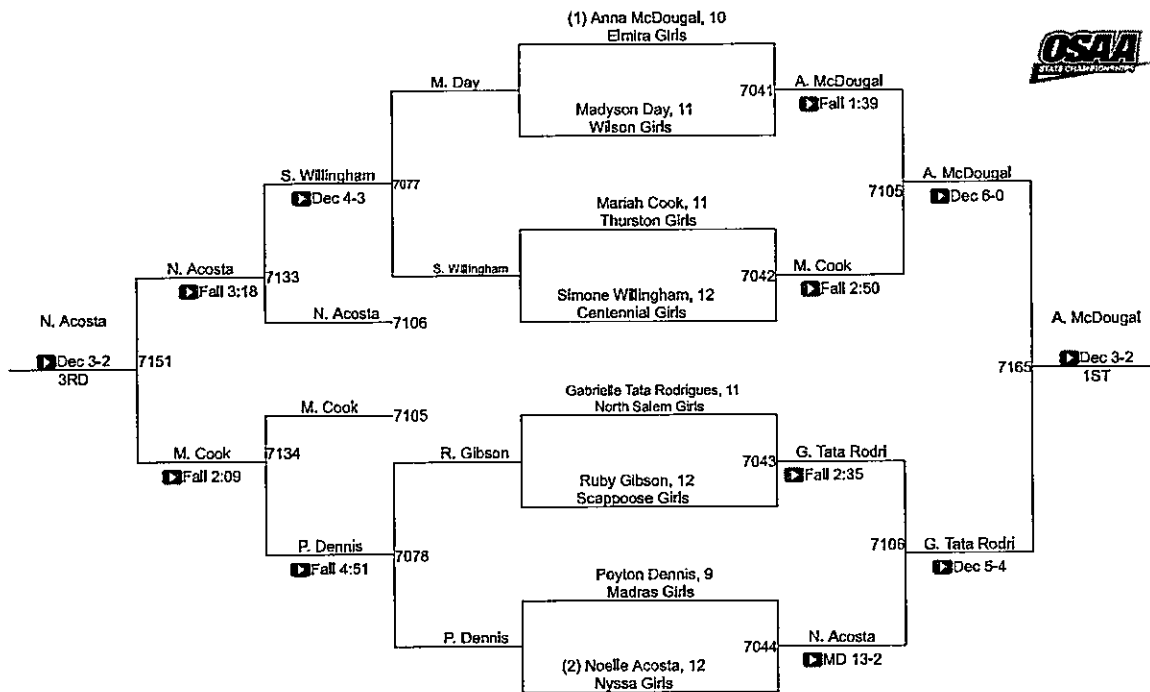 (1) Anna McDougal, 10
Elmira Girls
OSAA
STATE CHAMPIONSHIPS
M. Day
7041
A. McDougal
Fall 1:39
Madyson Day, 11
Wilson Girls
S. Willingham
Dec 4-3
7077
A. McDougal
Dec 6-0
7105
Mariah Cook, 11
Thurston Girls
N. Acosta
Fall 3:18
7133
S. Willingham
7042
M. Cook
Fall 2:50
Simone Willingham, 12
Centennial Girls
N. Acosta
7106
N. Acosta
Dec 3-2
3RD
7151
A. McDougal
7165
Dec 3-2
1ST
Gabrielle Tata Rodrigues, 11
North Salem Girls
M. Cook
7105
M. Cook
Fall 2:09
7134
R. Gibson
7043
G. Tata Rodri
Fall 2:35
Ruby Gibson, 12
Scappoose Girls
P. Dennis
Fall 4:51
7078
7106
G. Tata Rodri
Dec 5-4
Peyton Dennis, 9
Madras Girls
P. Dennis
7044
N. Acosta
MD 13-2
(2) Noelle Acosta, 12
Nyssa Girls